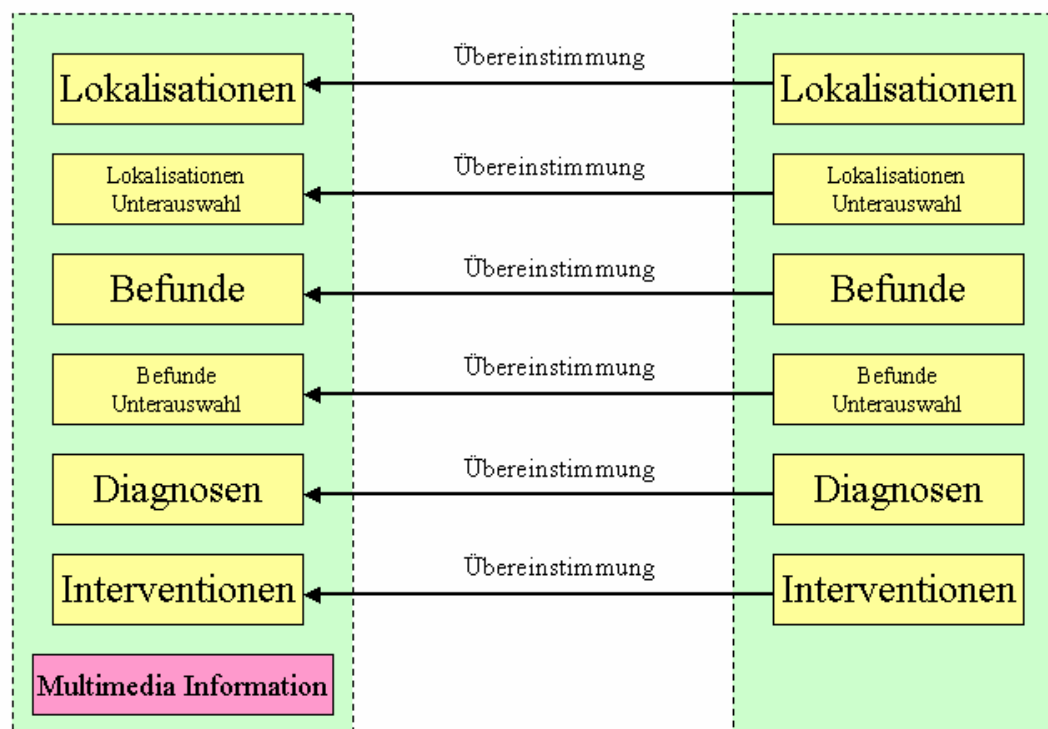 Übereinstimmung
Lokalisationen
Lokalisationen
Übereinstimmung
Lokalisationen
Unterauswahl
Lokalisationen
Unterauswahl
Übereinstimmung
Befunde
Befunde
Übereinstimmung
Befunde
Unterauswahl
Befunde
Unterauswahl
Übereinstimmung
Diagnosen
Diagnosen
Übereinstimmung
Interventionen
Interventionen
Multimedia Information